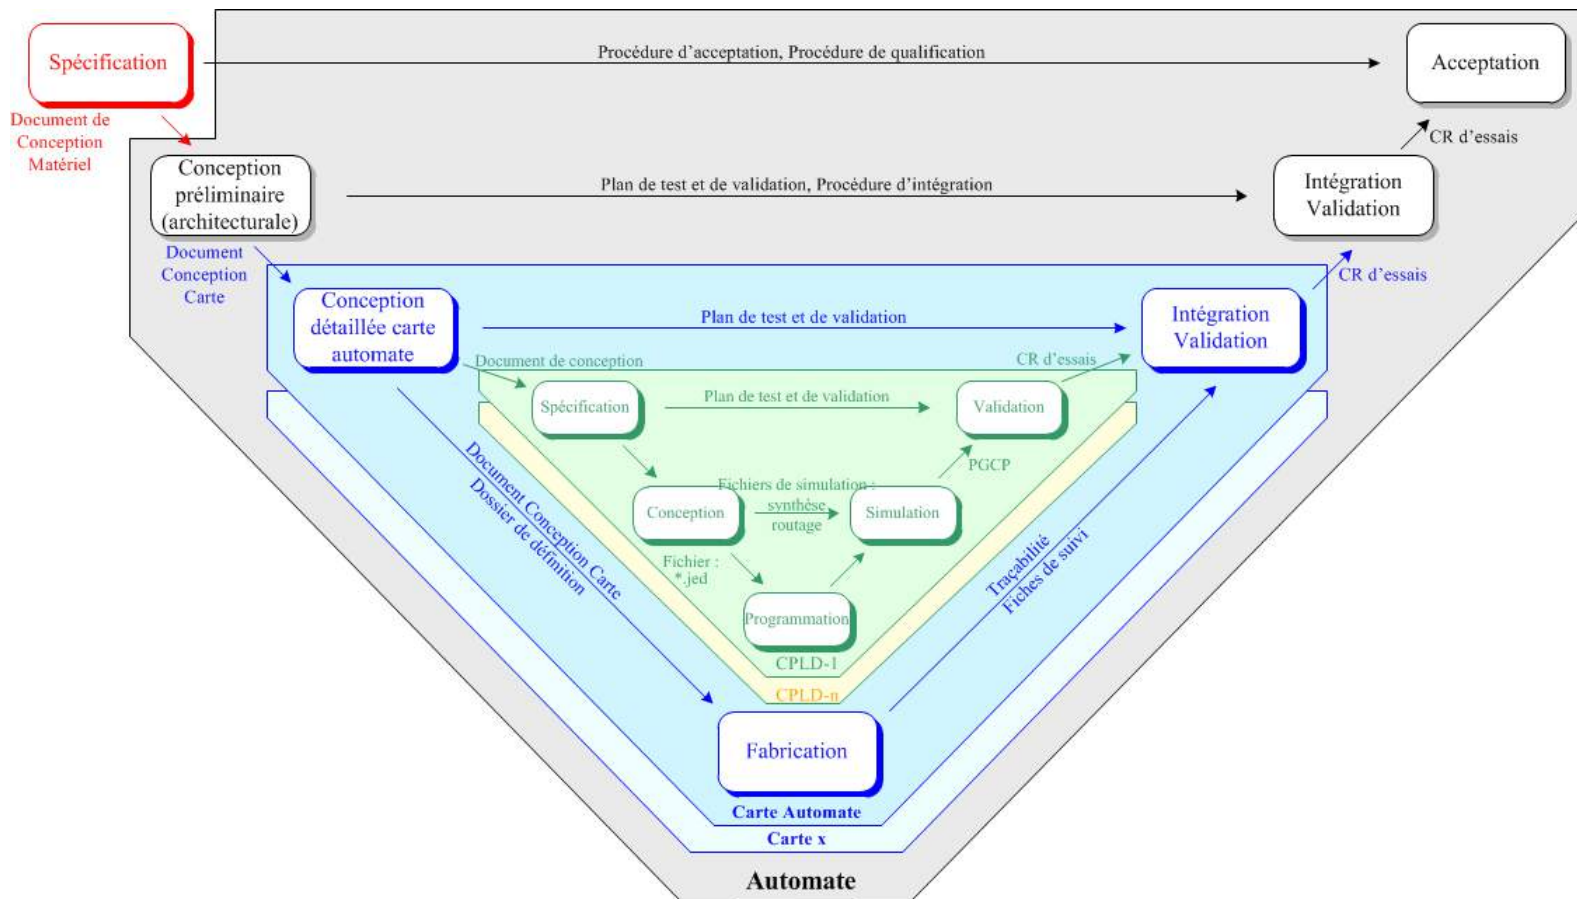 Spécification
Procédure d'acceptation, Procédure de qualification
Acceptation
Document de
Conception
Matériel
CR d'essais
Conception
préliminaire
(architecturale)
Plan de test et de validation, Procédure d'intégration
Intégration
Validation
Document
Conception
Carte
CR d'essais
Conception
détaillée carte
automate
Plan de test et de validation
Intégration
Validation
Document de conception
CR d'essais
Spécification
Plan de test et de validation
Validation
PGCP
Conception
Fichiers de simulation :
synthèse
routage
Simulation
Fichier :
*.jed
Programmation
CPLD-1
CPLD-n
Document Conception Carte
Dossier de définition
Traçabilité
Fiches de suivi
Fabrication
Carte Automate
Carte x
Automate